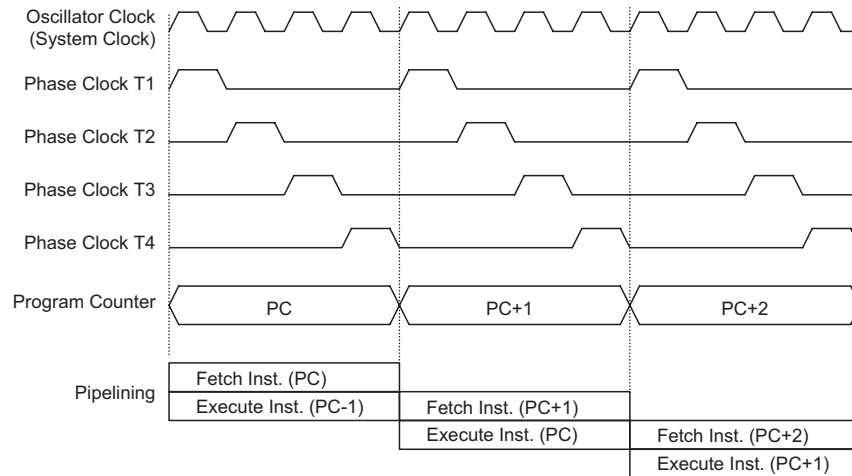 Oscillator Clock
(System Clock)
Phase Clock T1
Phase Clock T2
Phase Clock T3
Phase Clock T4
Program Counter
PC
PC+1
PC+2
Pipelining
Fetch Inst. (PC)
Execute Inst. (PC-1)
Fetch Inst. (PC+1)
Execute Inst. (PC)
Fetch Inst. (PC+2)
Execute Inst. (PC+1)